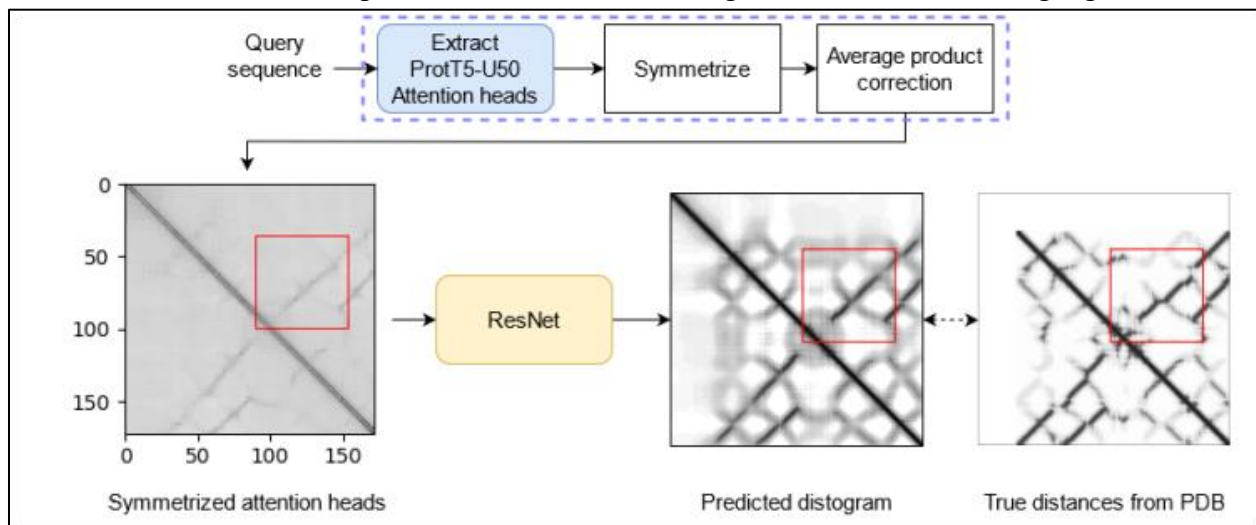 Query
sequence
Extract
ProtT5-U50
Attention heads
Symmetrize
Average product
correction
0
50
100
150
0 50 100 150
ResNet
Symmetrized attention heads
Predicted distogram
True distances from PDB